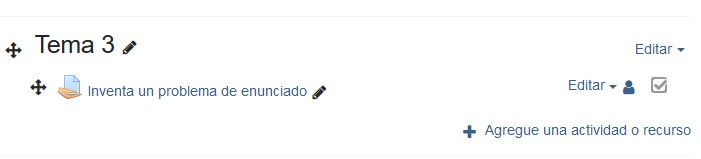 Tema 3
Editar
Inventa un problema de enunciado
Editar
Agregue una actividad o recurso